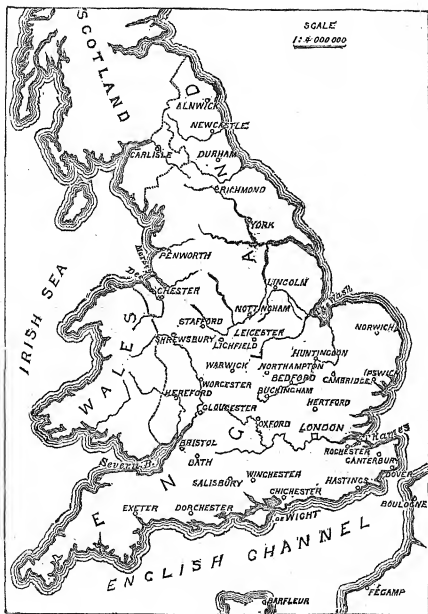 SCALE
1:4 000 000
SCOTLAND
ALNWICK
NEWCASTLE
CARLISLE
DURHAM
RICHMOND
YORK
PENWORTH
IRISH SEA
CHESTER
LINCOLN
NOTTINGHAM
STAFFORD
SHREWSBURY
LICHFIELD
LEICESTER
NORWICH
HUNTINGDON
WARWICK
NORTHAMPTON
BEDFORD
CAMBRIDGE
IPSWICH
WALES
WORCESTER
BUCKINGHAM
HEREFORD
HERTFORD
GLOUCESTER
OXFORD
LONDON
Thames
BRISTOL
ROCHESTER
Severn R.
BATH
CANTERBURY
DOVER
WINCHESTER
SALISBURY
HASTINGS
CHICHESTER
BOULOGNE
EXETER
DORCHESTER
de WIGHT
ENGLAND
ENGLISH CHANNEL
BARFLEUR
FÉCAMP